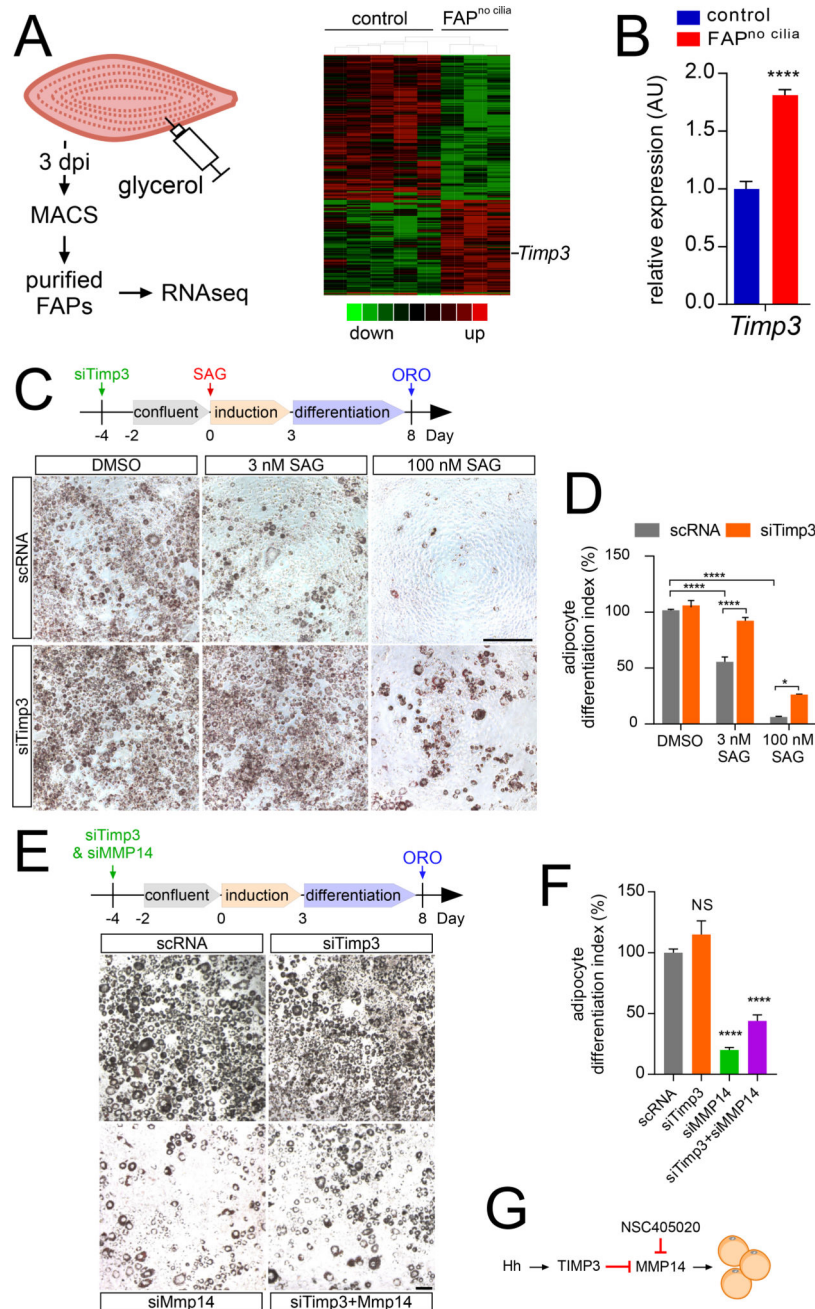 A
3 dpi
glycerol
MACS
purified
FAPs
RNAseq
control
FAPno cilia
Timp3
down
up
B
control
FAPno cilia
relative expression (AU)
2.0
1.5
1.0
0.5
0.0
****
Timp3
C
siTimp3
SAG
ORO
confluent
induction
differentiation
-4
-2
0
3
8
Day
DMSO
3 nM SAG
100 nM SAG
scRNA
siTimp3
D
scRNA
siTimp3
adipocyte
differentiation index (%)
150
100
50
0
****
****
****
*
DMSO
3 nM
SAG
100 nM
SAG
E
siTimp3
& siMMP14
ORO
confluent
induction
differentiation
-4
-2
0
3
8
Day
scRNA
siTimp3
siMmp14
siTimp3+Mmp14
F
adipocyte
differentiation index (%)
150
100
50
0
NS
****
****
scRNA
siTimp3
siMMP14
siTimp3+siMMP14
G
NSC405020
Hh
TIMP3
MMP14